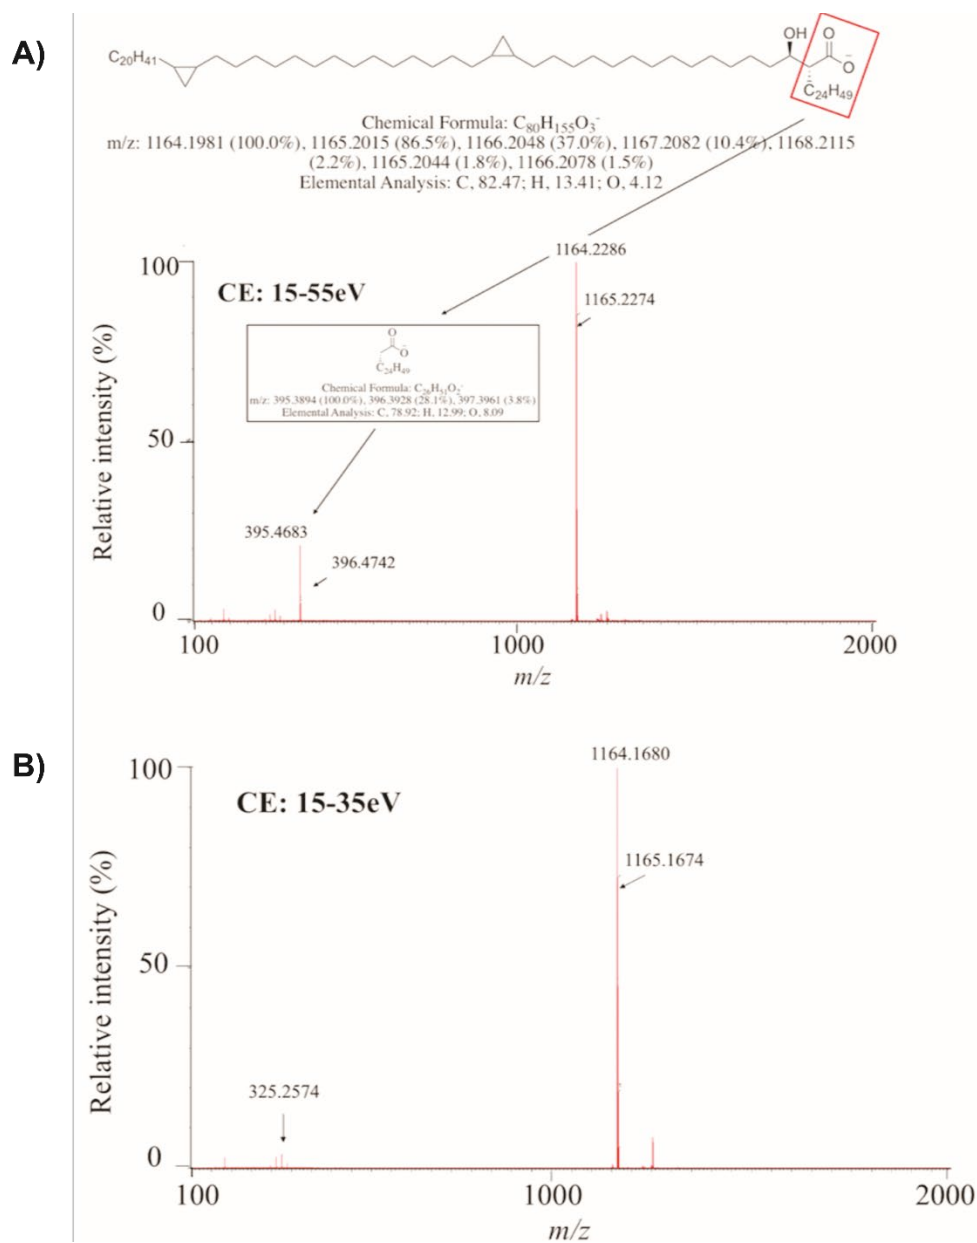 A)
C20H41
OH
O
O-
C24H49
Chemical Formula: C80H155O3-
m/z: 1164.1981 (100.0%), 1165.2015 (86.5%), 1166.2048 (37.0%), 1167.2082 (10.4%), 1168.2115
(2.2%), 1165.2044 (1.8%), 1166.2078 (1.5%)
Elemental Analysis: C, 82.47; H, 13.41; O, 4.12
1164.2286
100
CE: 15-55eV
1165.2274
O
O-
C24H49
Chemical Formula: C26H51O2-
m/z: 395.3894 (100.0%), 396.3928 (28.1%), 397.3961 (3.8%)
Elemental Analysis: C, 78.92; H, 12.99; O, 8.09
50
Relative intensity (%)
395.4683
396.4742
0
100
1000
2000
m/z
B)
1164.1680
100
CE: 15-35eV
1165.1674
50
Relative intensity (%)
325.2574
0
100
1000
2000
m/z